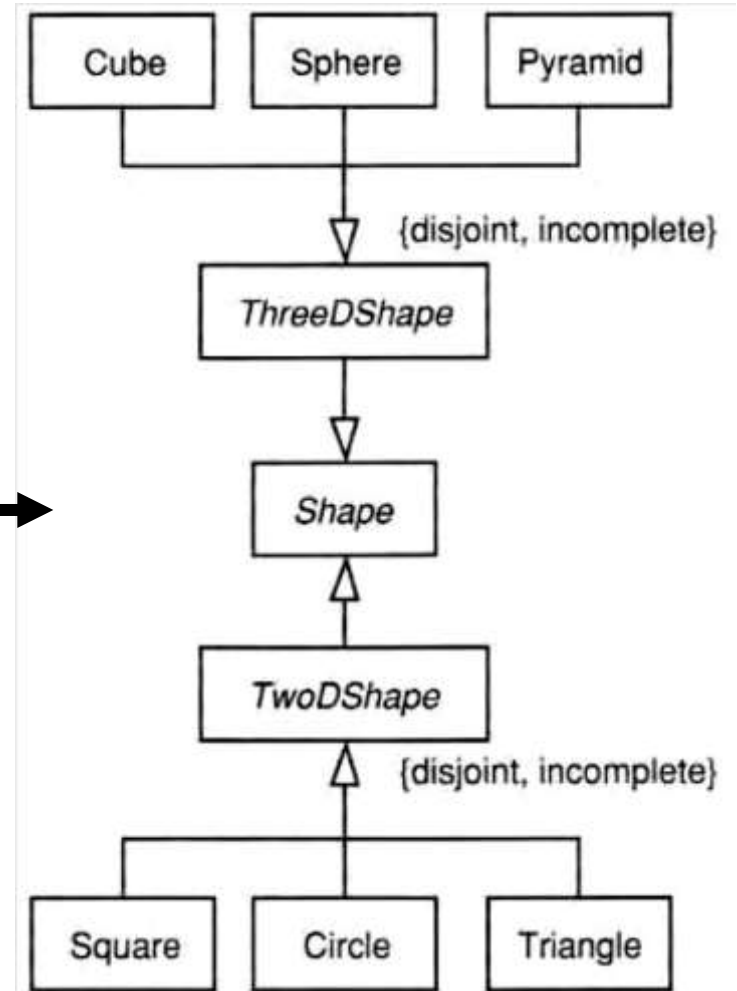 Cube Sphere Pyramid
{disjoint, incomplete}
ThreeDShape
Shape
TwoDShape
{disjoint, incomplete}
Square Circle Triangle